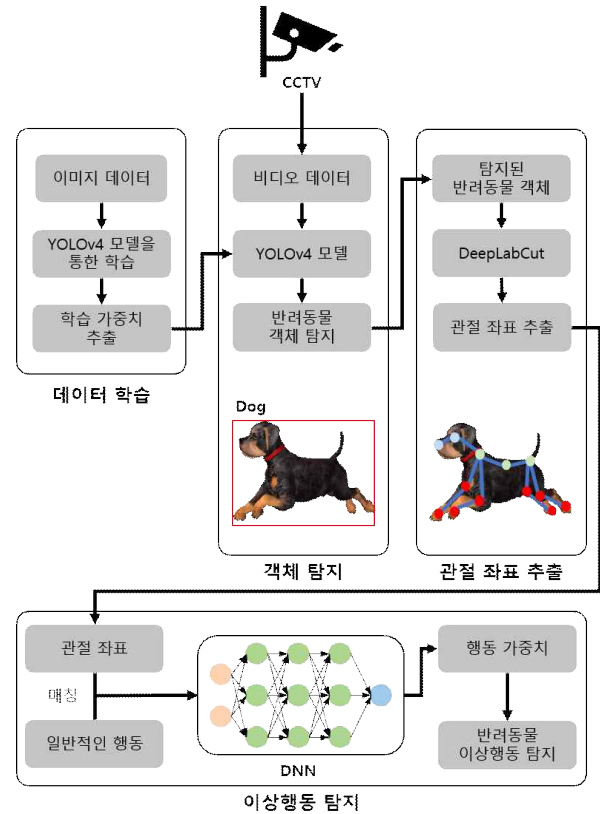 CCTV
이미지 데이터
YOLOv4 모델을
통한 학습
학습 가중치
추출
데이터 학습
비디오 데이터
YOLOv4 모델
반려동물
객체 탐지
Dog
객체 탐지
탐지된
반려동물 객체
DeepLabCut
관절 좌표 추출
관절 좌표 추출
관절 좌표
매칭
일반적인 행동
DNN
행동 가중치
반려동물
이상행동 탐지
이상행동 탐지